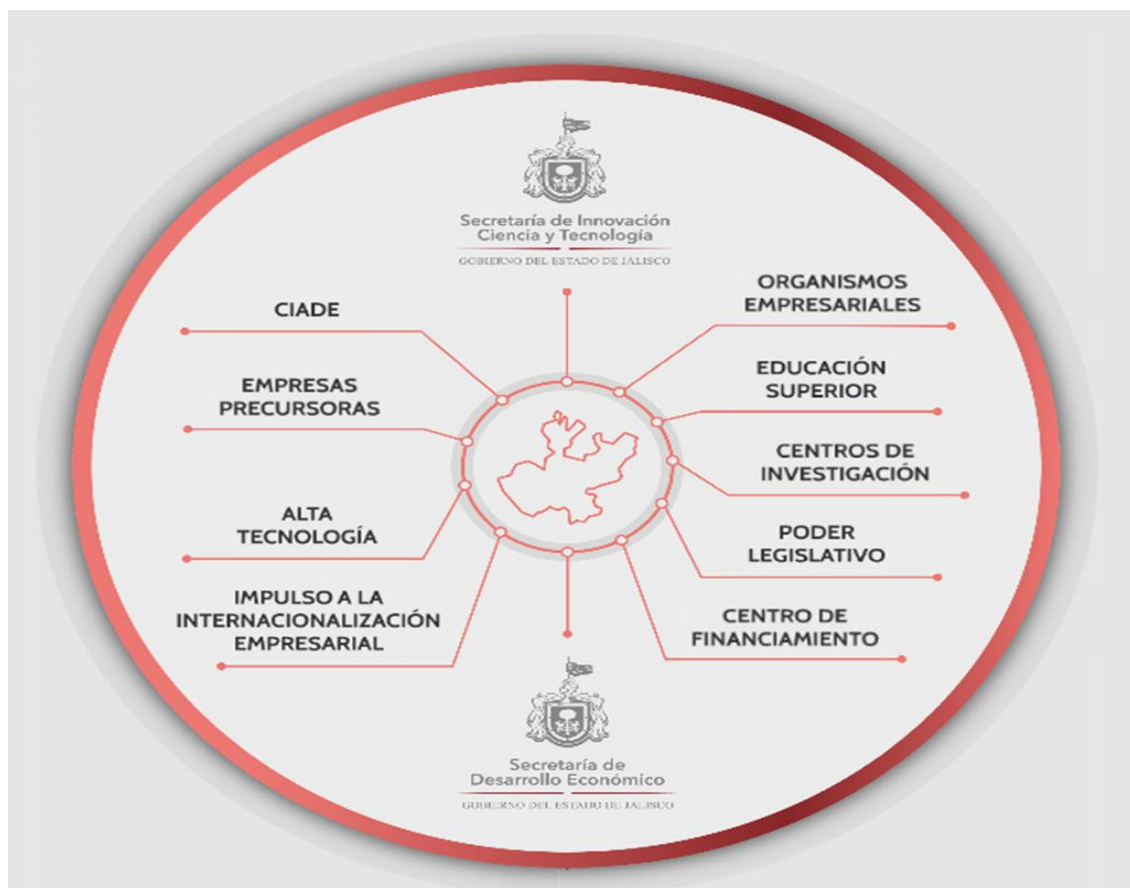 Secretaría de Innovación
Ciencia y Tecnología
GOBIERNO DEL ESTADO DE JALISCO
CIADE
EMPRESAS
PRECURSORAS
ALTA
TECNOLOGÍA
IMPULSO A LA
INTERNACIONALIZACIÓN
EMPRESARIAL
ORGANISMOS
EMPRESARIALES
EDUCACIÓN
SUPERIOR
CENTROS DE
INVESTIGACIÓN
PODER
LEGISLATIVO
CENTRO DE
FINANCIAMIENTO
Secretaría de
Desarrollo Económico
GOBIERNO DEL ESTADO DE JALISCO